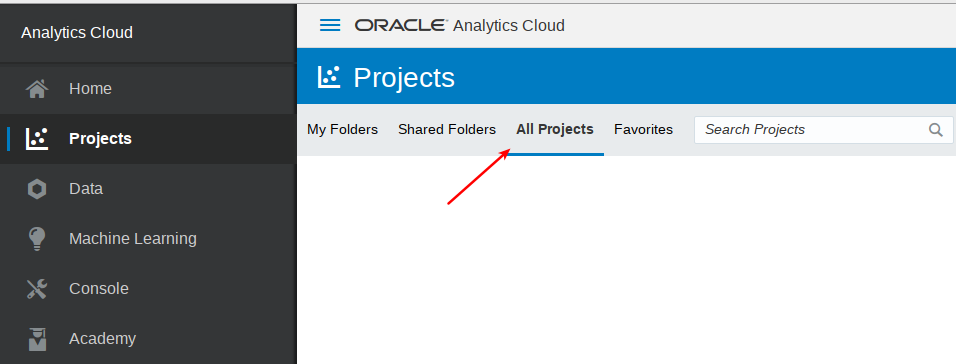 Analytics Cloud
Home
Projects
Data
Machine Learning
Console
Academy
ORACLE Analytics Cloud
Projects
My Folders Shared Folders All Projects Favorites Search Projects